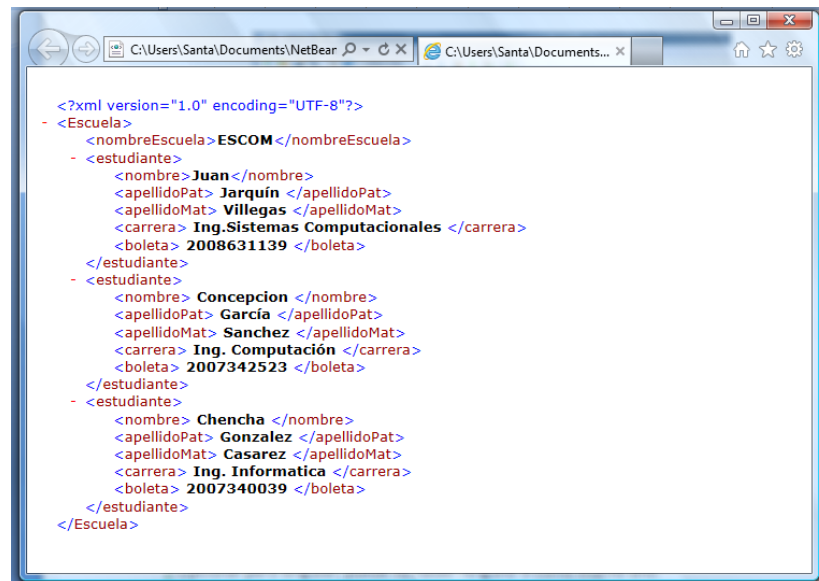 C:\Users\Santa\Documents\NetBear
C:\Users\Santa\Documents...
<?xml version="1.0" encoding="UTF-8"?>
- <Escuela>
<nombreEscuela>ESCOM</nombreEscuela>
- <estudiante>
<nombre>Juan</nombre>
<apellidoPat> Jarquín </apellidoPat>
<apellidoMat> Villegas </apellidoMat>
<carrera> Ing.Sistemas Computacionales </carrera>
<boleta> 2008631139 </boleta>
</estudiante>
- <estudiante>
<nombre> Concepcion </nombre>
<apellidoPat> García </apellidoPat>
<apellidoMat> Sanchez </apellidoMat>
<carrera> Ing. Computación </carrera>
<boleta> 2007342523 </boleta>
</estudiante>
- <estudiante>
<nombre> Chencha </nombre>
<apellidoPat> Gonzalez </apellidoPat>
<apellidoMat> Casarez </apellidoMat>
<carrera> Ing. Informatica </carrera>
<boleta> 2007340039 </boleta>
</estudiante>
</Escuela>